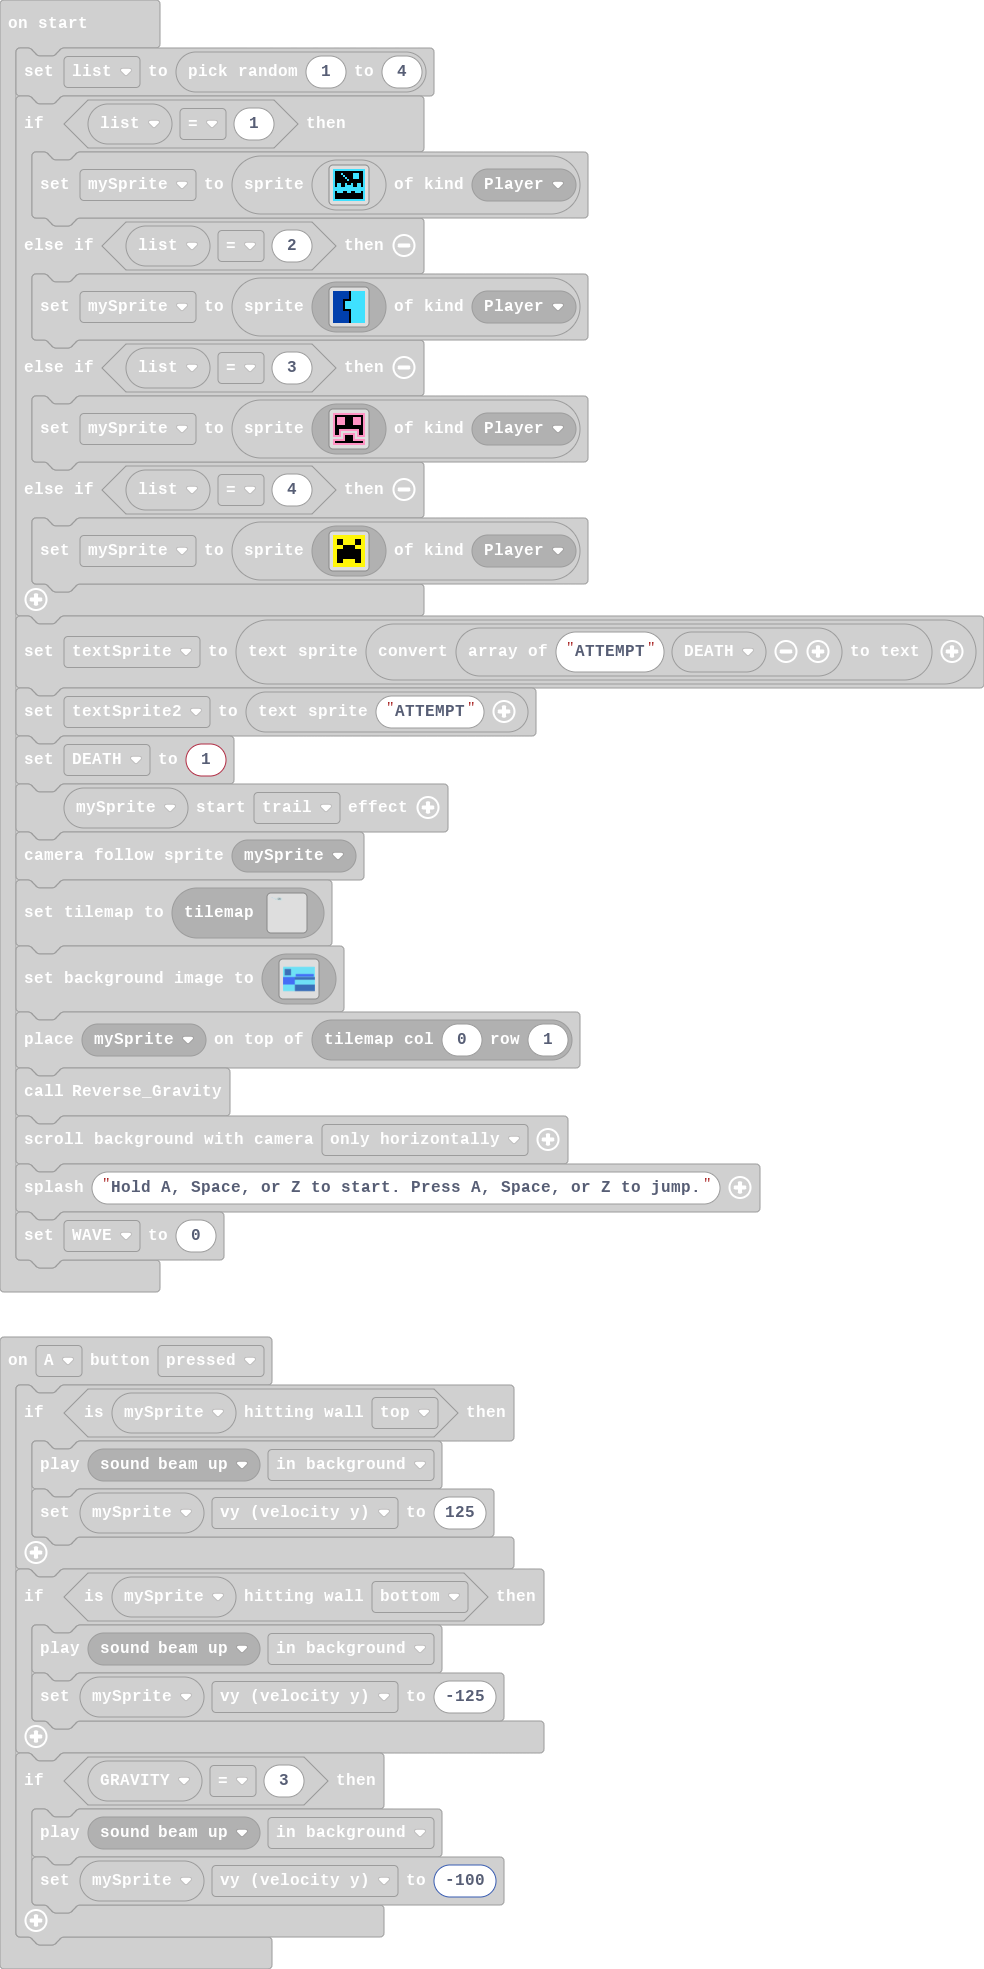 on start
set list to pick random 1 to 4
if list = 1 then
set mySprite to sprite of kind Player
else if list = 2 then
set mySprite to sprite of kind Player
else if list = 3 then
set mySprite to sprite of kind Player
else if list = 4 then
set mySprite to sprite of kind Player
set textSprite to text sprite convert array of "ATTEMPT" DEATH to text
set textSprite2 to text sprite "ATTEMPT"
set DEATH to 1
mySprite start trail effect
camera follow sprite mySprite
set tilemap to tilemap
set background image to
place mySprite on top of tilemap col 0 row 1
call Reverse_Gravity
scroll background with camera only horizontally
splash "Hold A, Space, or Z to start. Press A, Space, or Z to jump."
set WAVE to 0
on A button pressed
if is mySprite hitting wall top then
play sound beam up in background
set mySprite vy (velocity y) to 125
if is mySprite hitting wall bottom then
play sound beam up in background
set mySprite vy (velocity y) to -125
if GRAVITY = 3 then
play sound beam up in background
set mySprite vy (velocity y) to -100